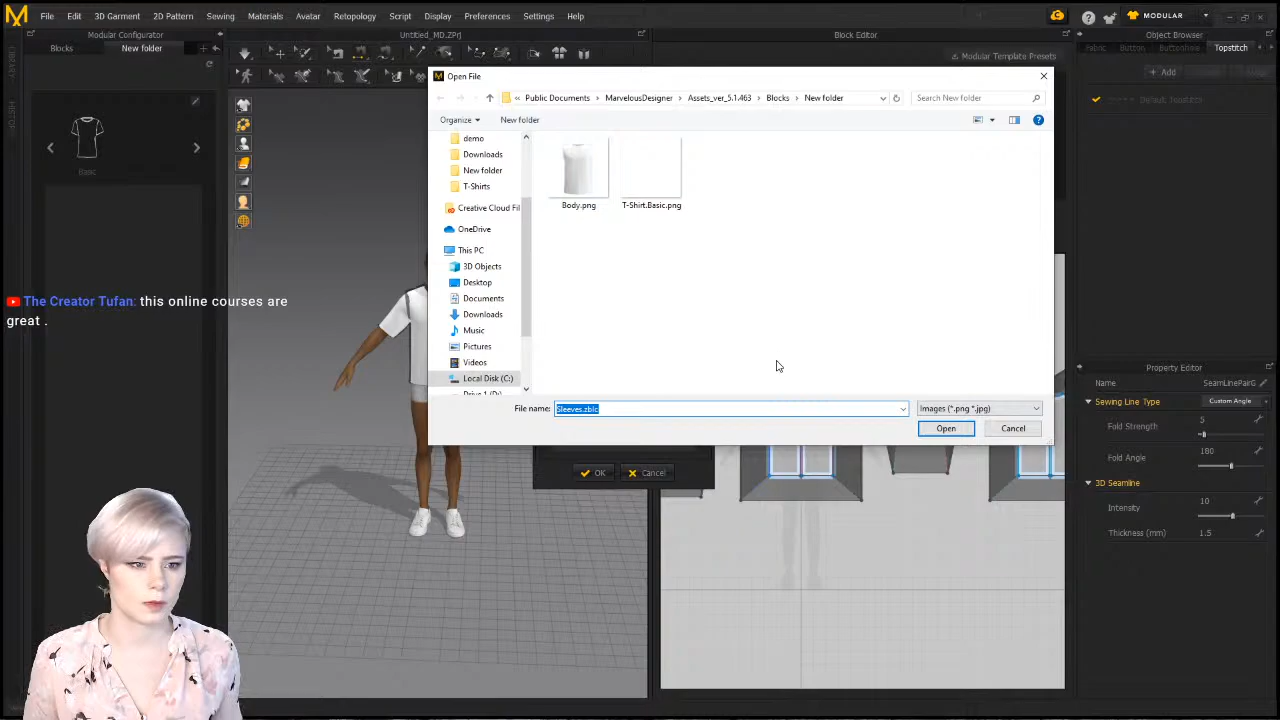 File Edit 3D Garment 2D Pattern Sewing Materials Avatar Retopology Script Display Preferences Settings Help
MODULAR
Modular Configurator
Untitled_MD.ZPrj
Block Editor
Object Browser
Blocks New folder
Modular Template Presets
Fabric Button Buttonhole Topstitch
LIBRARY
HISTORY
+ Add
Default Topstitch
Basic
Open File
« Public Documents > MarvelousDesigner > Assets_ver_5.1.463 > Blocks > New folder
Search New folder
Organize New folder
demo
Downloads
New folder
T-Shirts
Creative Cloud Fil
OneDrive
This PC
3D Objects
Desktop
Documents
Downloads
Music
Pictures
Videos
Local Disk (C:)
Body.png T-Shirt.Basic.png
File name: Sleeves.zblc
Images (*.png *.jpg)
Open Cancel
OK Cancel
The Creator Tufan: this online courses are
great .
Property Editor
Name SeamLinePairG
Sewing Line Type Custom Angle
Fold Strength 5
Fold Angle 180
3D Seamline
Intensity 10
Thickness (mm) 1.5